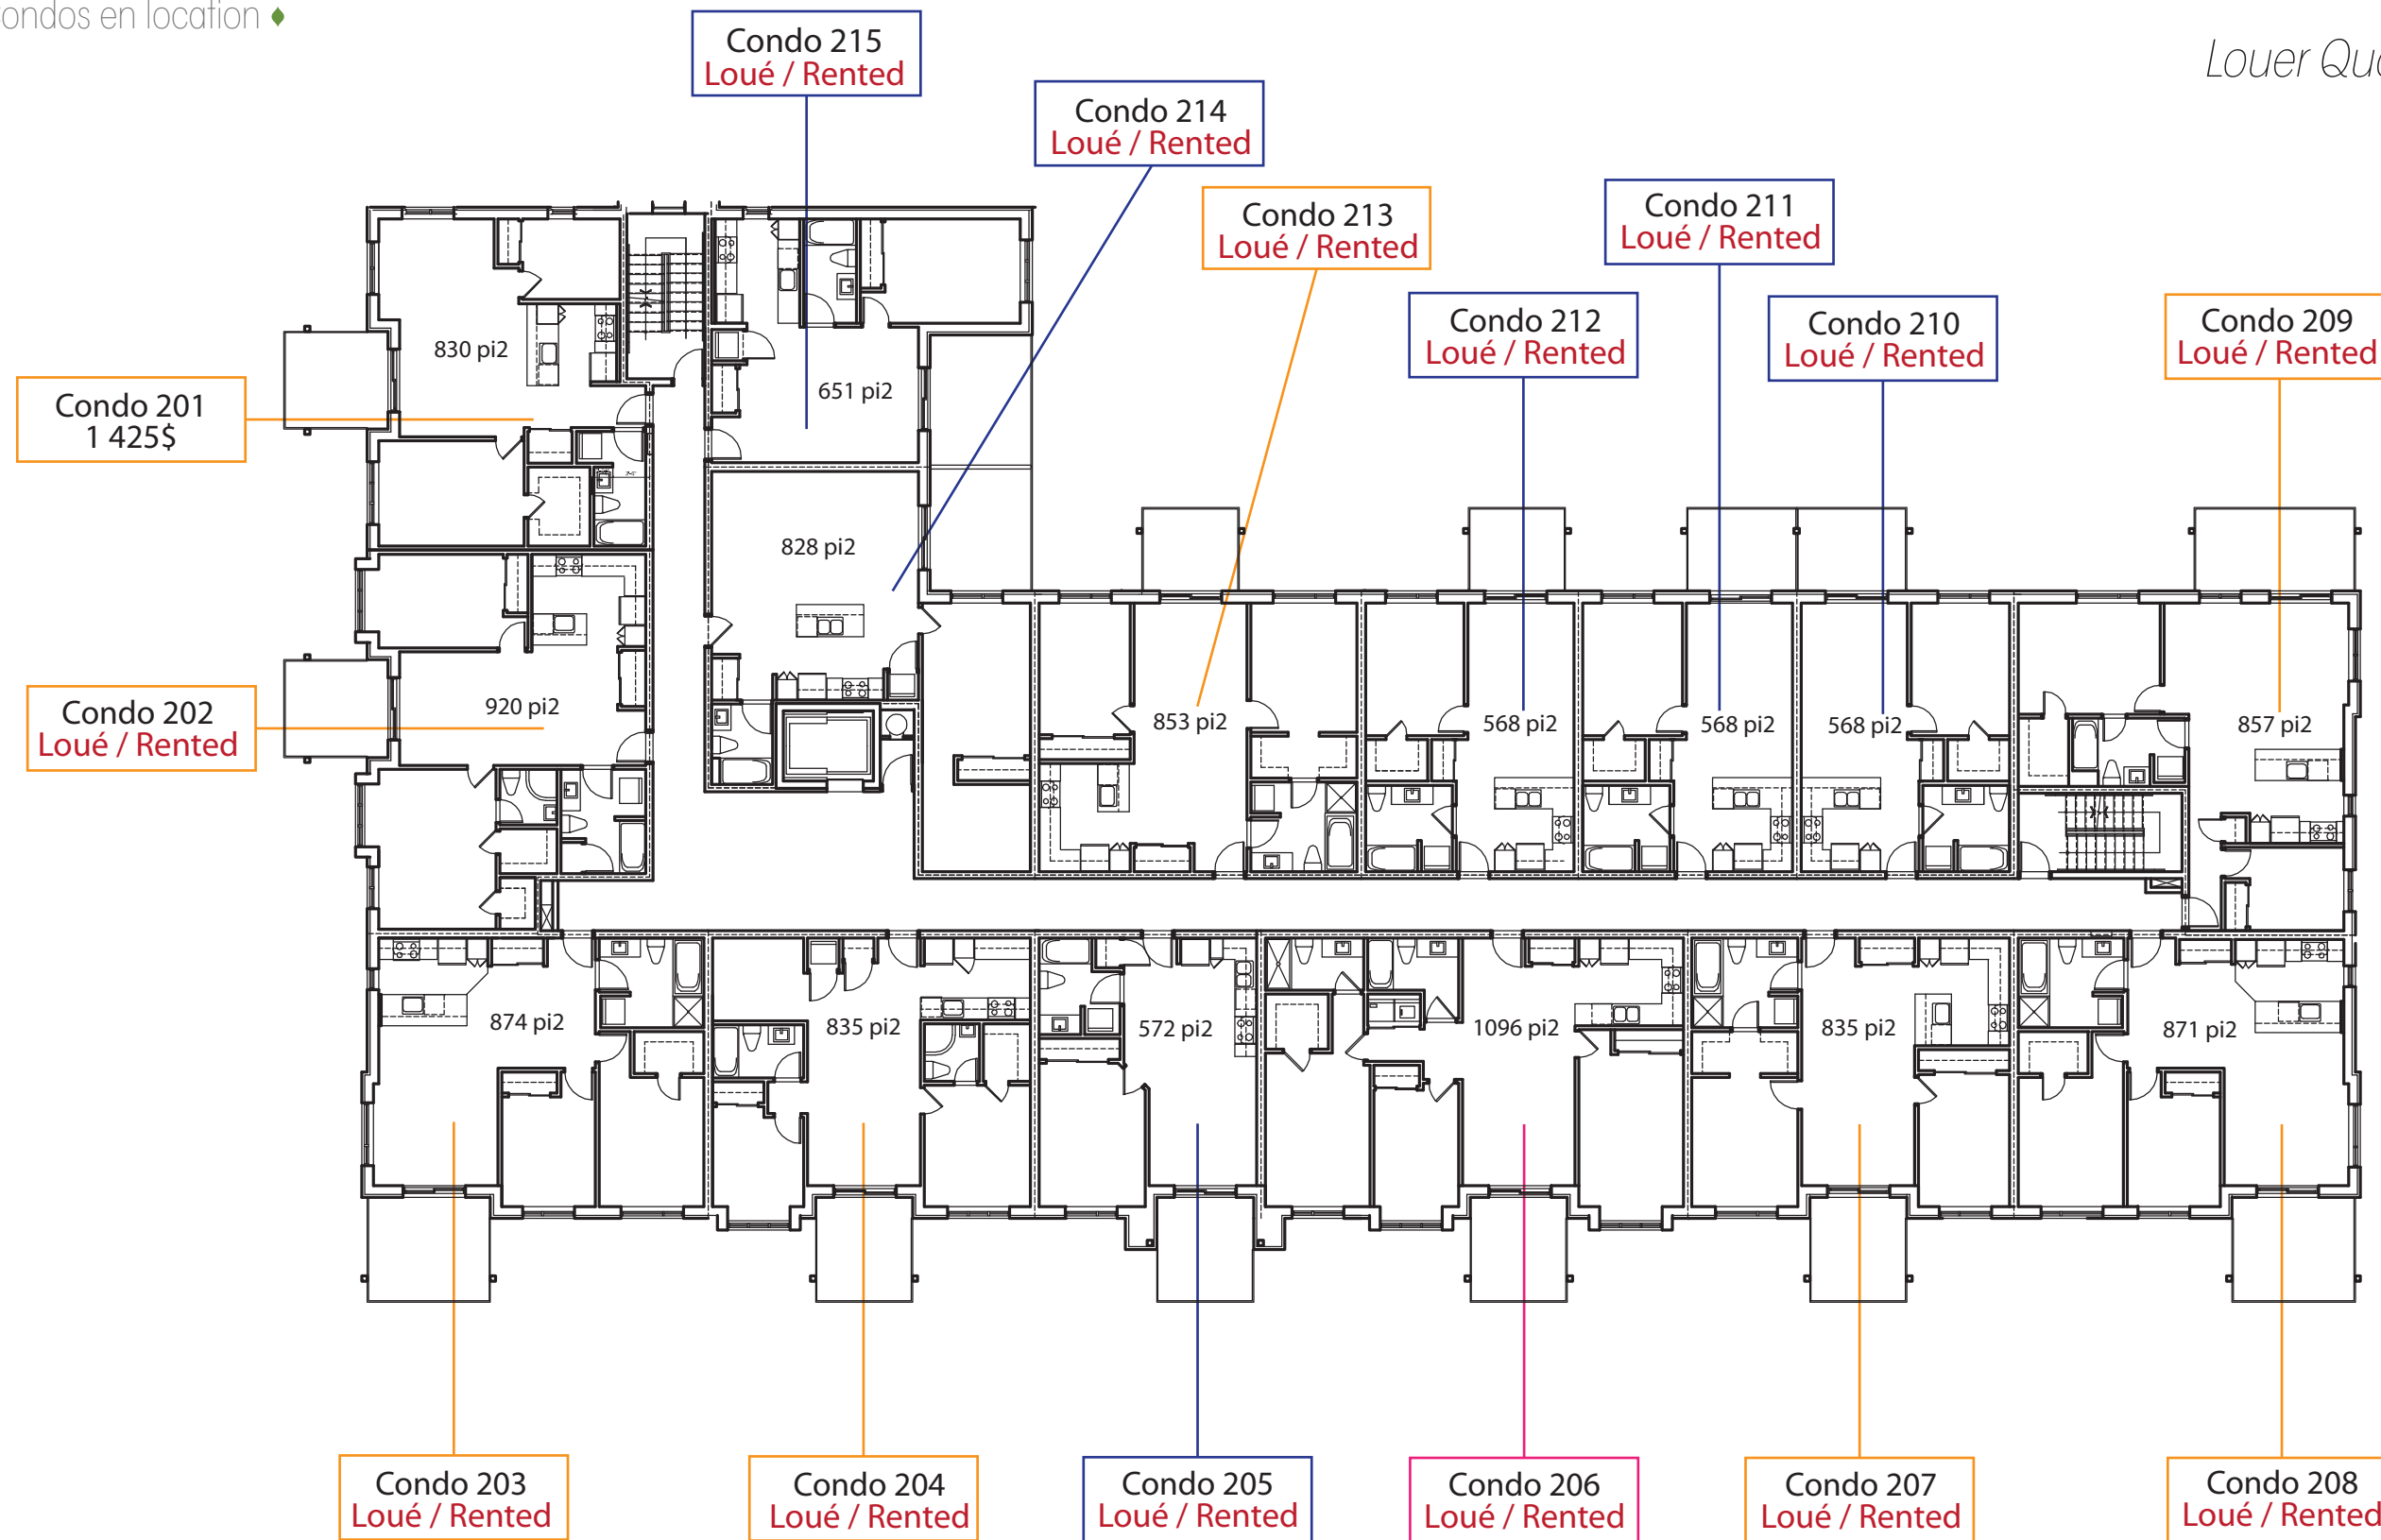 en location
Louer
Condo 215
Loué / Rented
Condo 214
Loué / Rented
Condo 213
Loué / Rented
Condo 211
Loué / Rented
Condo 212
Loué / Rented
Condo 210
Loué / Rented
Condo 209
Loué / Rented
830 pi2
651 pi2
Condo 201
1 425$
828 pi2
Condo 202
Loué / Rented
920 pi2
853 pi2
568 pi2
568 pi2
568 pi2
857 pi2
874 pi2
835 pi2
572 pi2
1096 pi2
835 pi2
871 pi2
Condo 203
Loué / Rented
Condo 204
Loué / Rented
Condo 205
Loué / Rented
Condo 206
Loué / Rented
Condo 207
Loué / Rented
Condo 208
Loué / Rented